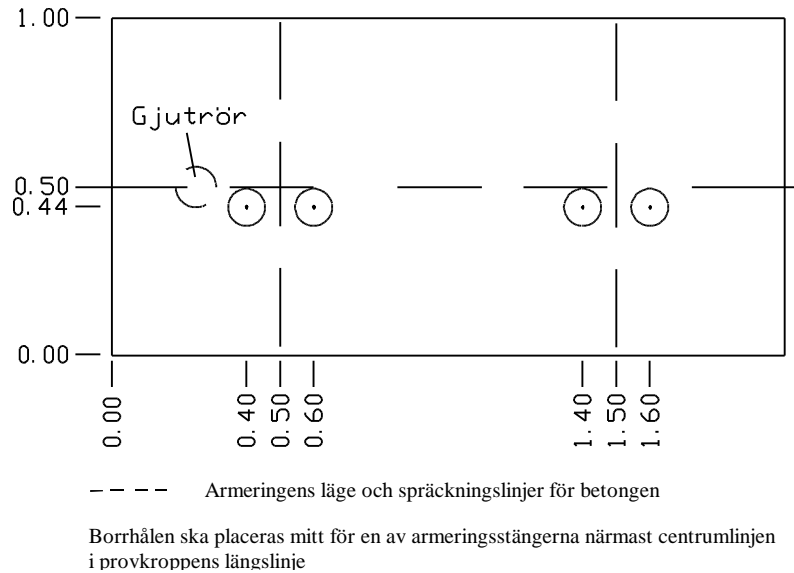 1.00
Gjutrör
0.50
0.44
0.00
0.00
0.40
0.50
0.60
1.40
1.50
1.60
Armeringens läge och spräckningslinjer för betongen
Borrhålen ska placeras mitt för en av armeringsstängerna närmast centrumlinjen
i provkroppens längslinje